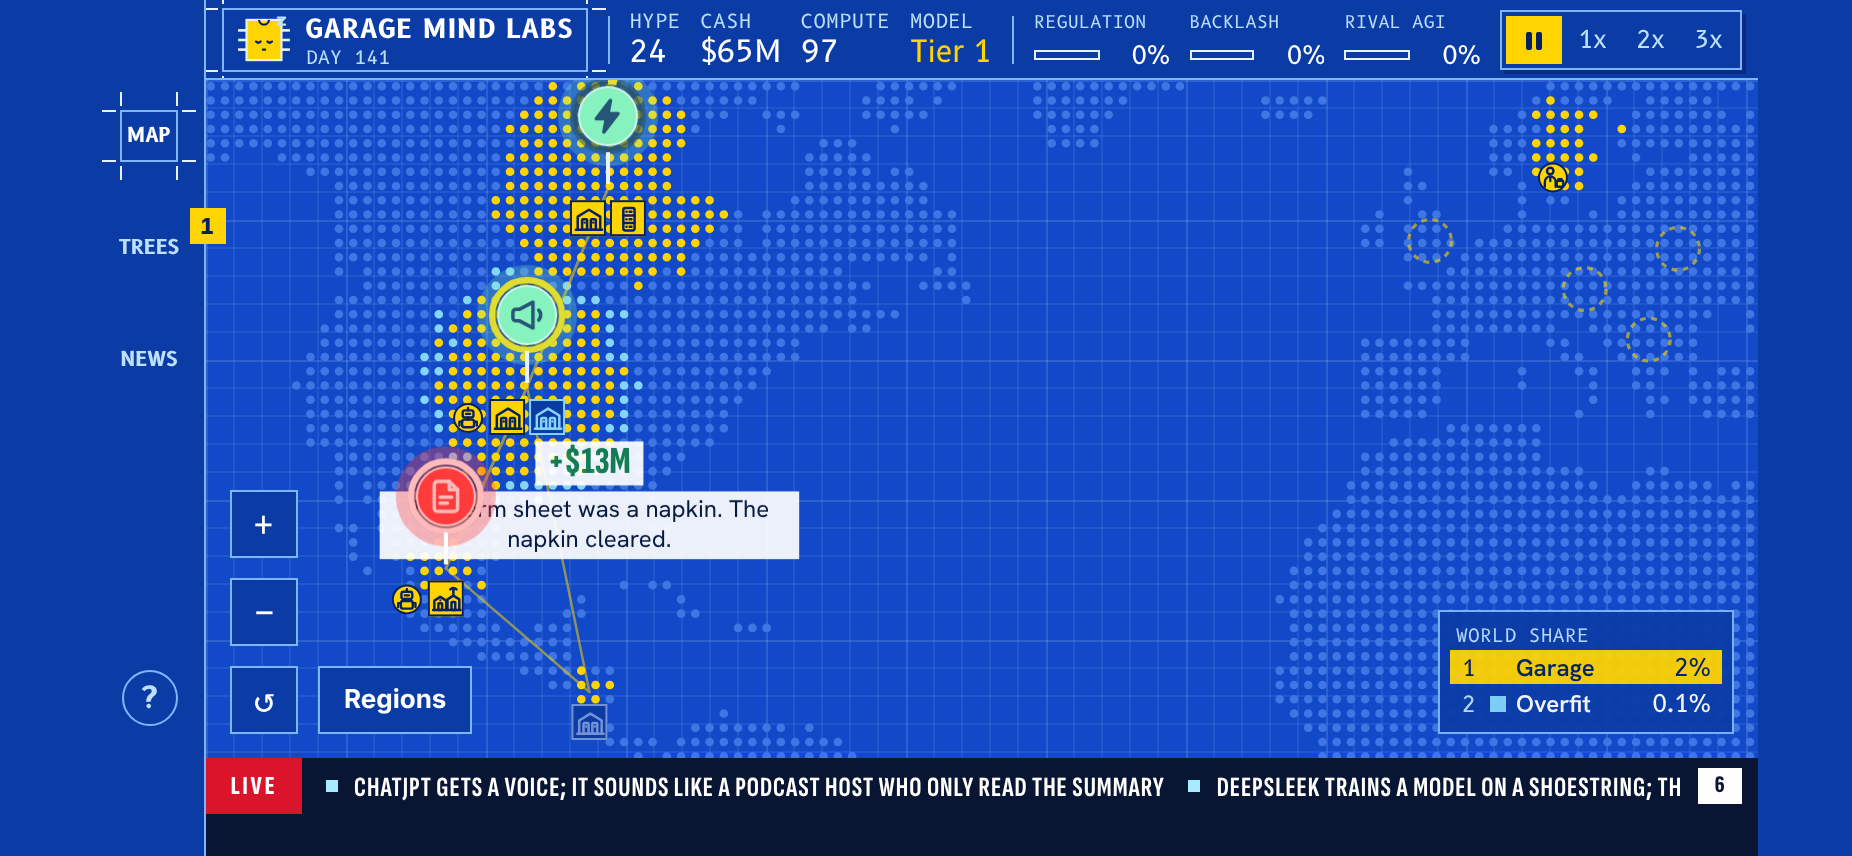 GARAGE MIND LABS
DAY 141
HYPE
24
CASH
$65M
COMPUTE
97
MODEL
Tier 1
REGULATION
0%
BACKLASH
0%
RIVAL AGI
0%
1x
2x
3x
MAP
TREES
1
NEWS
?
+$13M
sheet was a napkin. The
napkin cleared.
+
−
↺
Regions
WORLD SHARE
1 Garage 2%
2 Overfit 0.1%
LIVE
CHATJPT GETS A VOICE; IT SOUNDS LIKE A PODCAST HOST WHO ONLY READ THE SUMMARY
DEEPSLEEK TRAINS A MODEL ON A SHOESTRING; TH
6